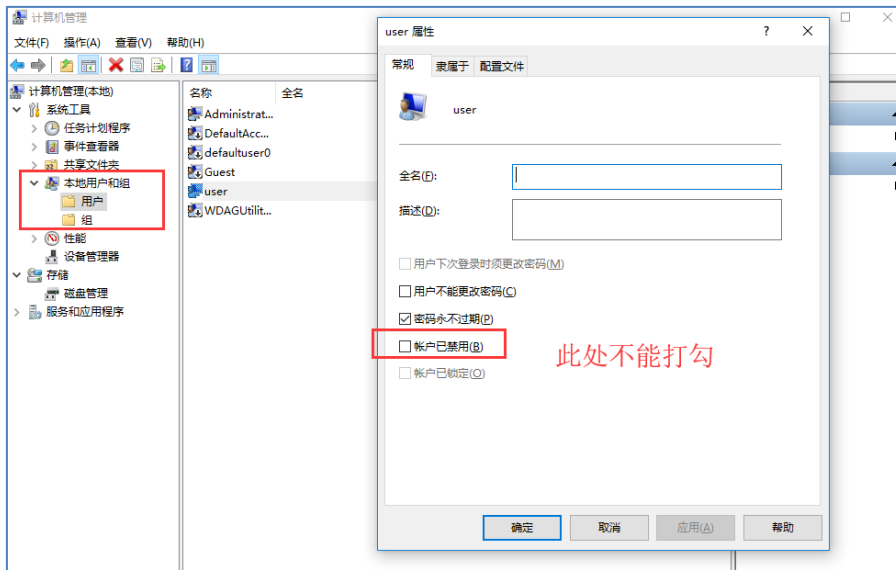 计算机管理
文件(F) 操作(A) 查看(V) 帮助(H)
计算机管理(本地)
系统工具
任务计划程序
事件查看器
共享文件夹
本地用户和组
用户
组
性能
设备管理器
存储
磁盘管理
服务和应用程序
名称 全名
Administrat...
DefaultAcc...
defaultuser0
Guest
user
WDAGUtilit...
user 属性
常规 隶属于 配置文件
user
全名(F):
描述(D):
用户下次登录时须更改密码(M)
用户不能更改密码(C)
密码永不过期(P)
帐户已禁用(B)
此处不能打勾
帐户已锁定(O)
确定 取消 应用(A) 帮助